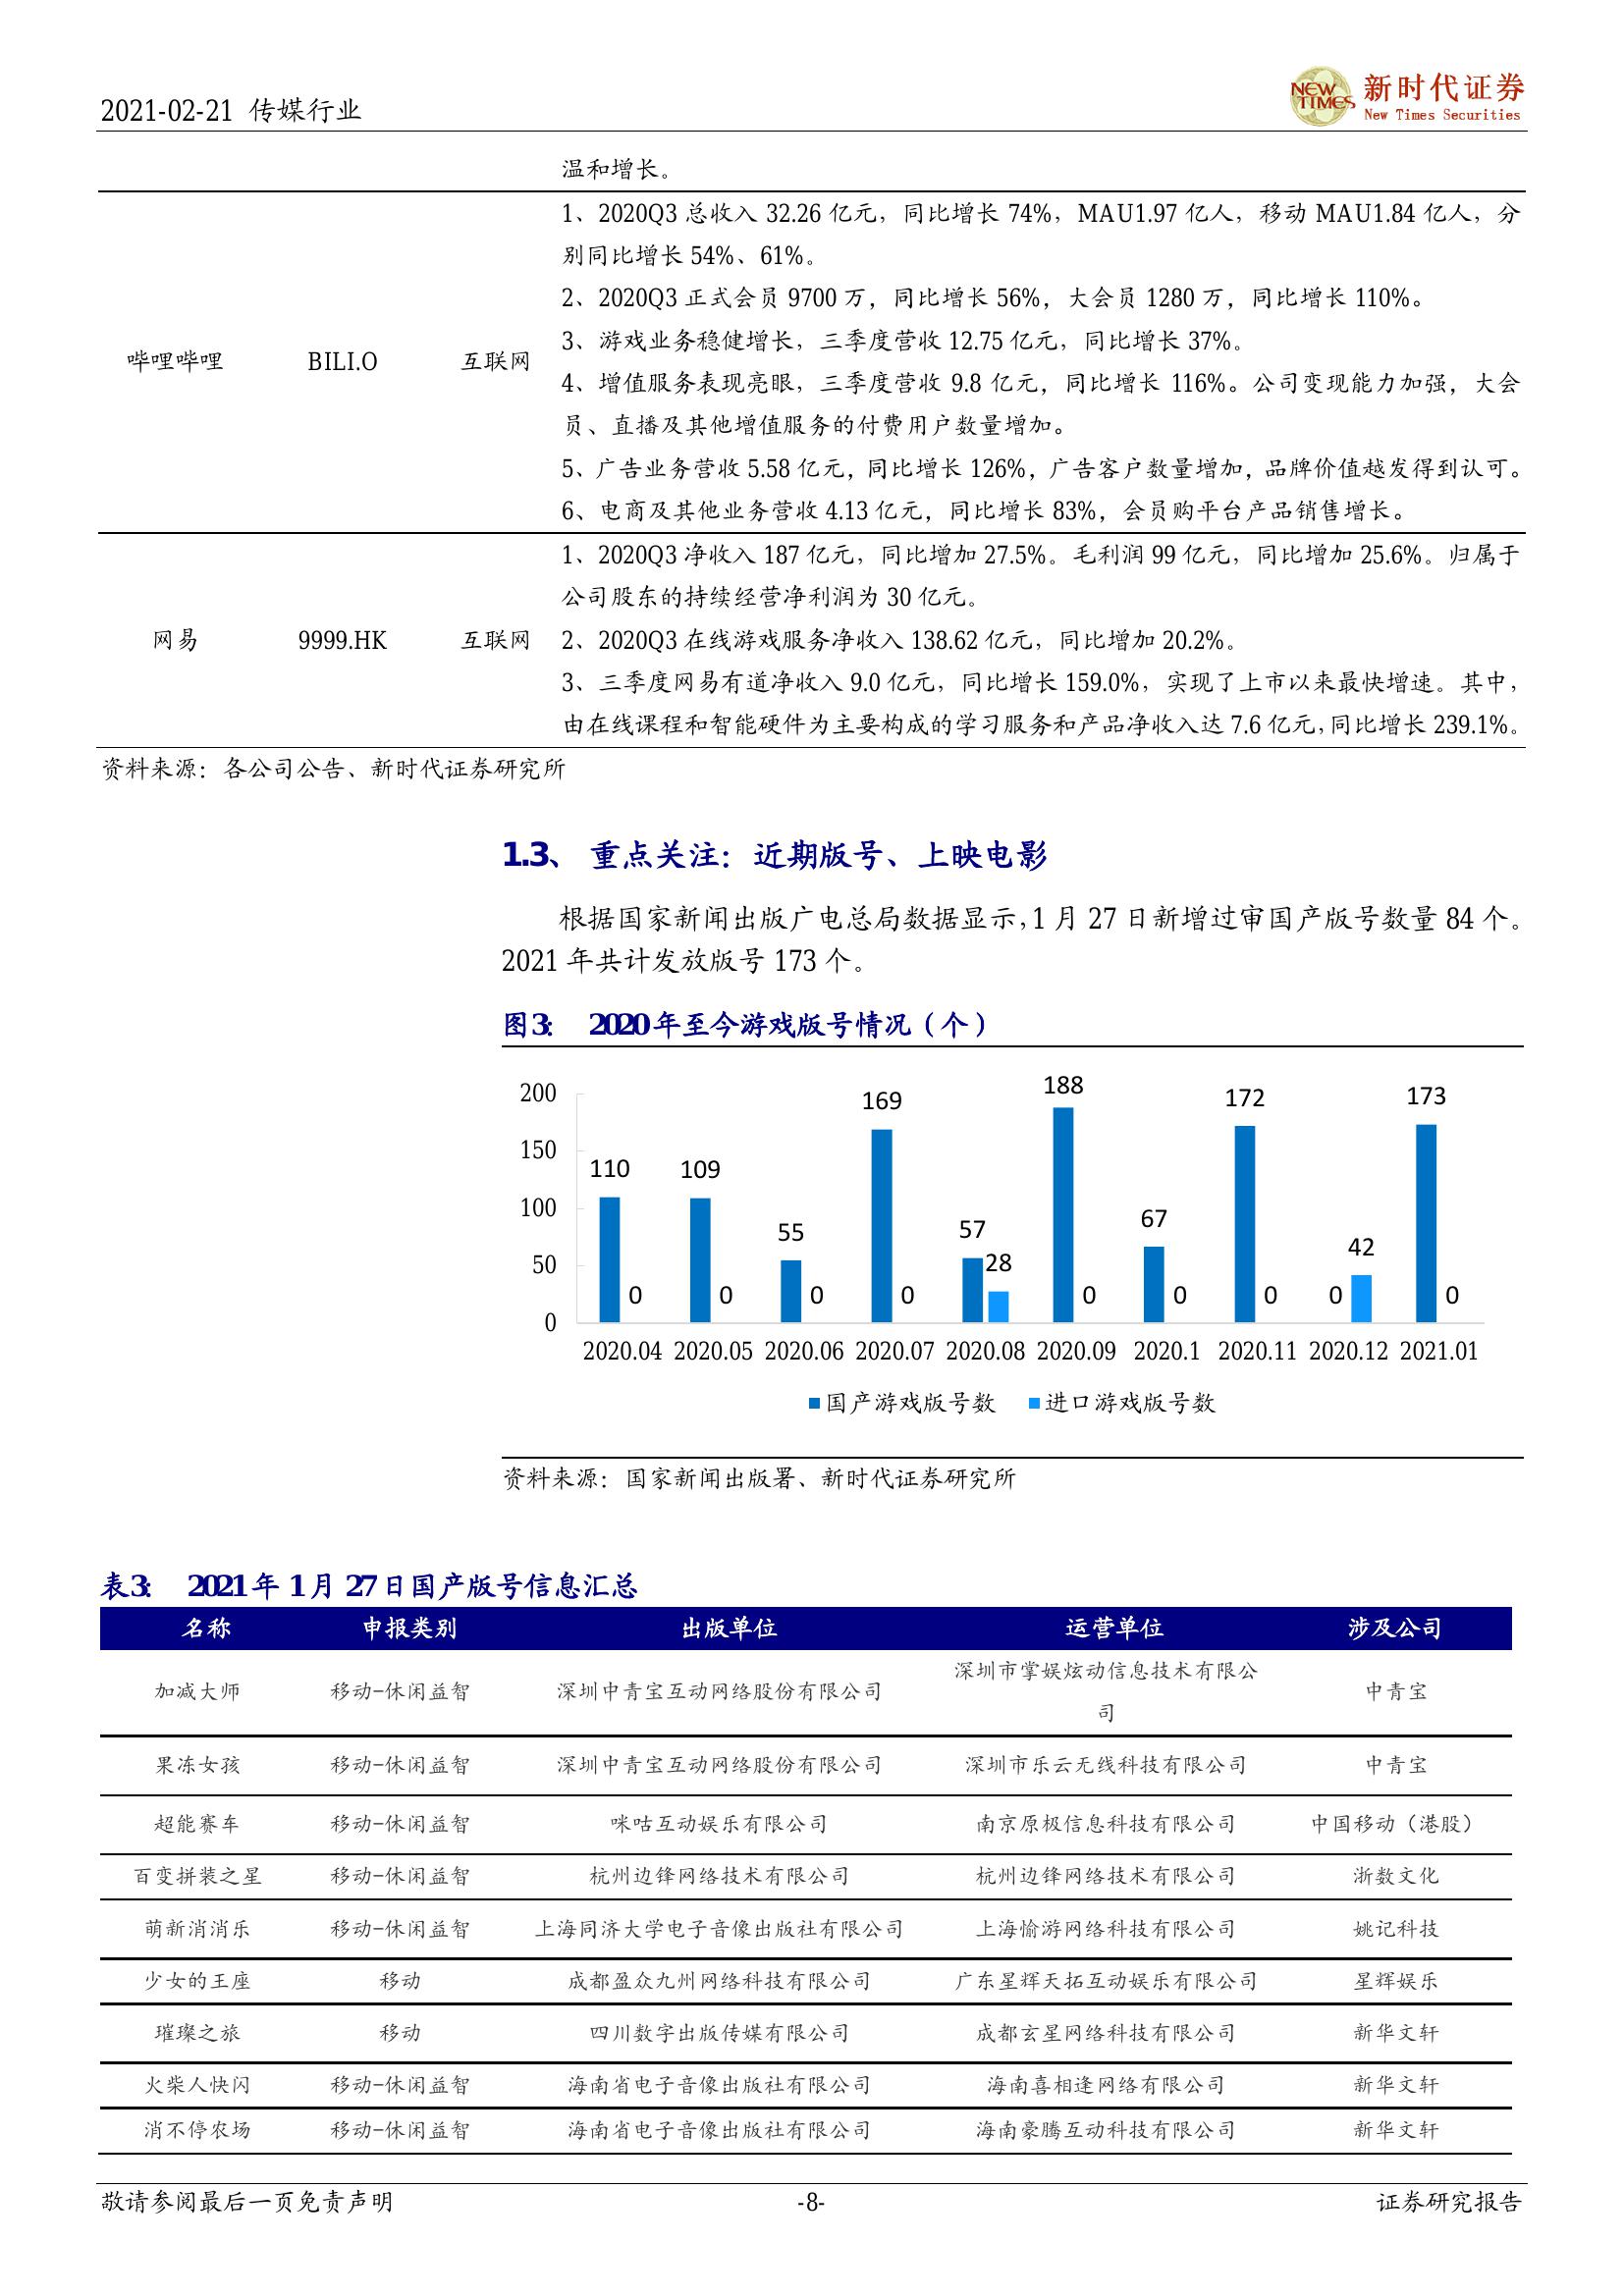 2021-02-21 传媒行业
NEW TIMES 新时代证券
New Times Securities
温和增长。
1、2020Q3 总收入 32.26 亿元，同比增长 74%，MAU1.97 亿人，移动 MAU1.84 亿人，分
别同比增长 54%、61%。
2、2020Q3 正式会员 9700 万，同比增长 56%，大会员 1280 万，同比增长 110%。
3、游戏业务稳健增长，三季度营收 12.75 亿元，同比增长 37%。
哔哩哔哩 BILI.O 互联网
4、增值服务表现亮眼，三季度营收 9.8 亿元，同比增长 116%。公司变现能力加强，大会
员、直播及其他增值服务的付费用户数量增加。
5、广告业务营收 5.58 亿元，同比增长 126%，广告客户数量增加，品牌价值越发得到认可。
6、电商及其他业务营收 4.13 亿元，同比增长 83%，会员购平台产品销售增长。
1、2020Q3 净收入 187 亿元，同比增加 27.5%。毛利润 99 亿元，同比增加 25.6%。归属于
公司股东的持续经营净利润为 30 亿元。
网易 9999.HK 互联网 2、2020Q3 在线游戏服务净收入 138.62 亿元，同比增加 20.2%。
3、三季度网易有道净收入 9.0 亿元，同比增长 159.0%，实现了上市以来最快增速。其中，
由在线课程和智能硬件为主要构成的学习服务和产品净收入达 7.6 亿元，同比增长 239.1%。
资料来源：各公司公告、新时代证券研究所
1.3、 重点关注：近期版号、上映电影
根据国家新闻出版广电总局数据显示，1 月 27 日新增过审国产版号数量 84 个。
2021 年共计发放版号 173 个。
图3： 2020年至今游戏版号情况（个）
200
150
100
50
0
110 0
109 0
55 0
169 0
57 28
188 0
67 0
172 0
0 42
173 0
2020.04 2020.05 2020.06 2020.07 2020.08 2020.09 2020.1 2020.11 2020.12 2021.01
国产游戏版号数 进口游戏版号数
资料来源：国家新闻出版署、新时代证券研究所
表3： 2021年1月27日国产版号信息汇总
名称 申报类别 出版单位 运营单位 涉及公司
加减大师 移动-休闲益智 深圳中青宝互动网络股份有限公司 深圳市掌娱炫动信息技术有限公 中青宝
司
果冻女孩 移动-休闲益智 深圳中青宝互动网络股份有限公司 深圳市乐云无线科技有限公司 中青宝
超能赛车 移动-休闲益智 咪咕互动娱乐有限公司 南京原极信息科技有限公司 中国移动（港股）
百变拼装之星 移动-休闲益智 杭州边锋网络技术有限公司 杭州边锋网络技术有限公司 浙数文化
萌新消消乐 移动-休闲益智 上海同济大学电子音像出版社有限公司 上海愉游网络科技有限公司 姚记科技
少女的王座 移动 成都盈众九州网络科技有限公司 广东星辉天拓互动娱乐有限公司 星辉娱乐
璀璨之旅 移动 四川数字出版传媒有限公司 成都玄星网络科技有限公司 新华文轩
火柴人快闪 移动-休闲益智 海南省电子音像出版社有限公司 海南喜相逢网络有限公司 新华文轩
消不停农场 移动-休闲益智 海南省电子音像出版社有限公司 海南豪腾互动科技有限公司 新华文轩
敬请参阅最后一页免责声明 -8- 证券研究报告